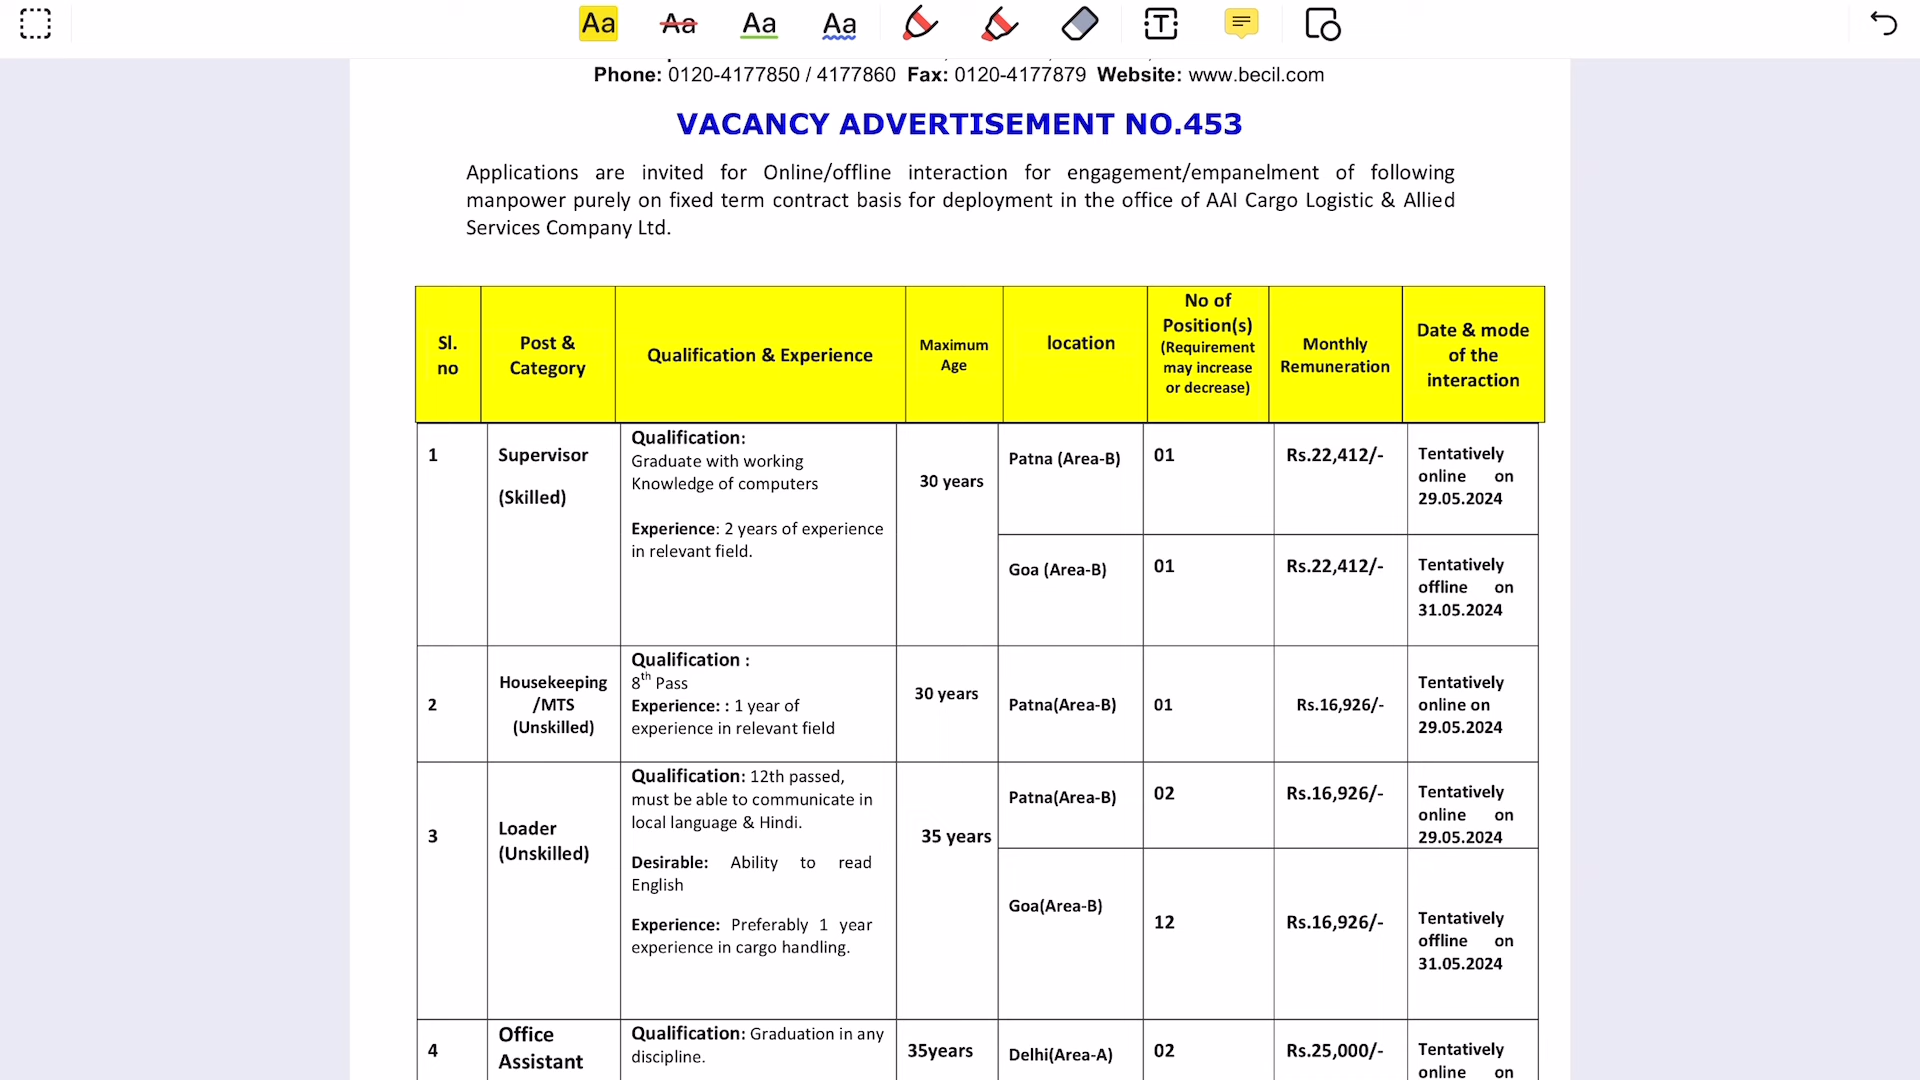 Aa Aa Aa Aa T
Phone: 0120-4177850 / 4177860 Fax: 0120-4177879 Website: www.becil.com
VACANCY ADVERTISEMENT NO.453
Applications are invited for Online/offline interaction for engagement/empanelment of following
manpower purely on fixed term contract basis for deployment in the office of AAI Cargo Logistic & Allied
Services Company Ltd.
Sl.
no
Post &
Category
Qualification & Experience
Maximum
Age
location
No of
Position(s)
(Requirement
may increase
or decrease)
Monthly
Remuneration
Date & mode
of the
interaction
1
Supervisor
(Skilled)
Qualification:
Graduate with working
Knowledge of computers
Experience: 2 years of experience
in relevant field.
30 years
Patna (Area-B)
01
Rs.22,412/-
Tentatively
online on
29.05.2024
Goa (Area-B)
01
Rs.22,412/-
Tentatively
offline on
31.05.2024
2
Housekeeping
/MTS
(Unskilled)
Qualification :
8th Pass
Experience: : 1 year of
experience in relevant field
30 years
Patna(Area-B)
01
Rs.16,926/-
Tentatively
online on
29.05.2024
3
Loader
(Unskilled)
Qualification: 12th passed,
must be able to communicate in
local language & Hindi.
Desirable: Ability to read
English
Experience: Preferably 1 year
experience in cargo handling.
35 years
Patna(Area-B)
02
Rs.16,926/-
Tentatively
online on
29.05.2024
Goa(Area-B)
12
Rs.16,926/-
Tentatively
offline on
31.05.2024
4
Office
Assistant
Qualification: Graduation in any
discipline.
35years
Delhi(Area-A)
02
Rs.25,000/-
Tentatively
online on